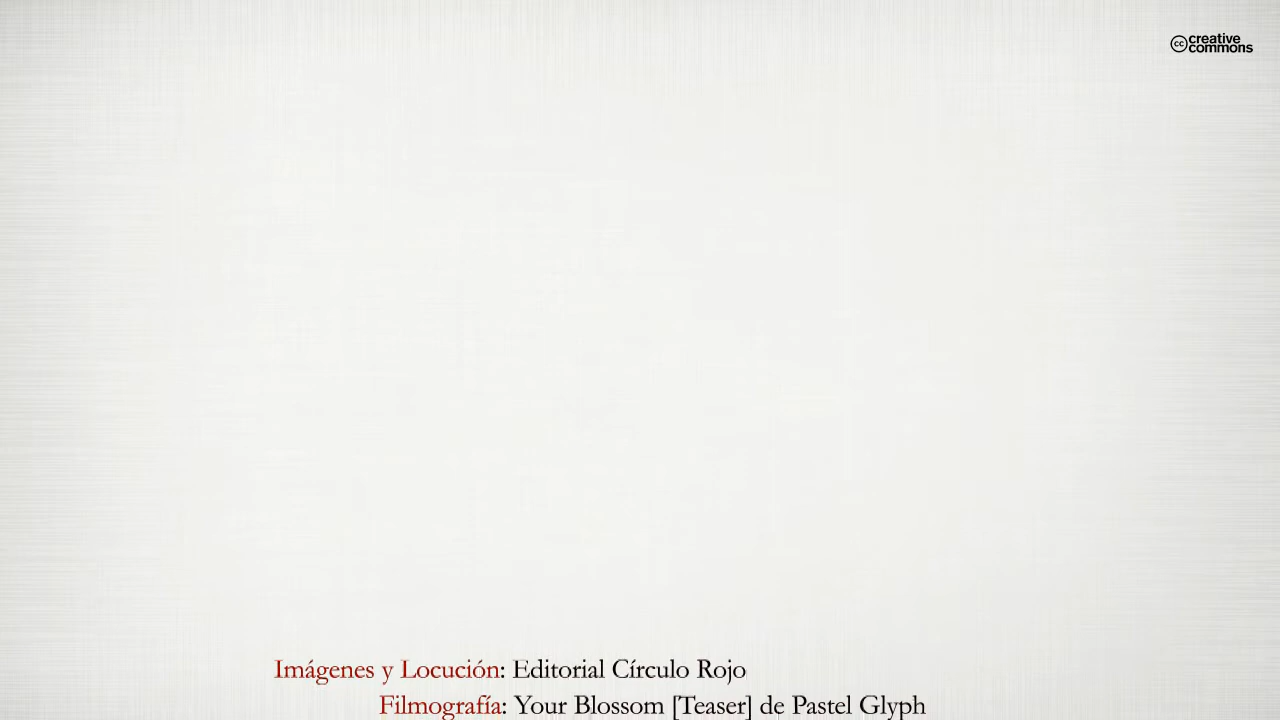 creative
commons
Imágenes y Locución: Editorial Círculo Rojo
Filmografía: Your Blossom [Teaser] de Pastel Glyph